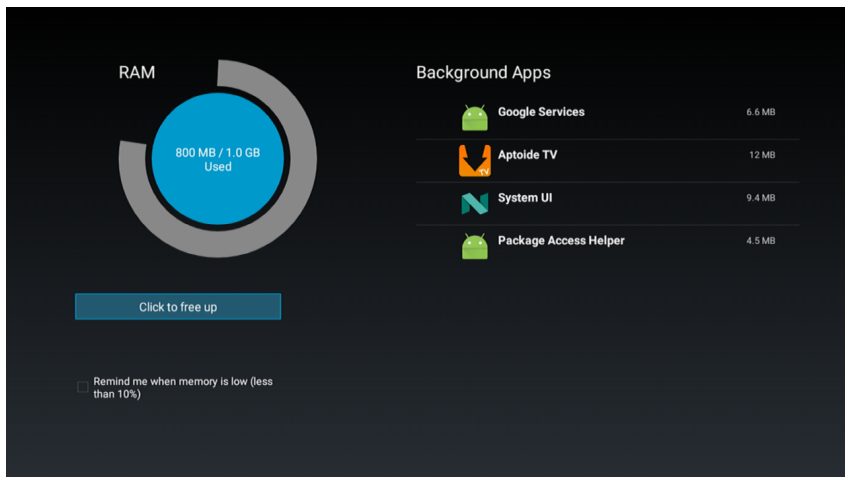 RAM
800 MB / 1.0 GB
Used
Click to free up
Remind me when memory is low (less
than 10%)
Background Apps
Google Services 6.6 MB
Aptoide TV 12 MB
TV
System UI 9.4 MB
Package Access Helper 4.5 MB